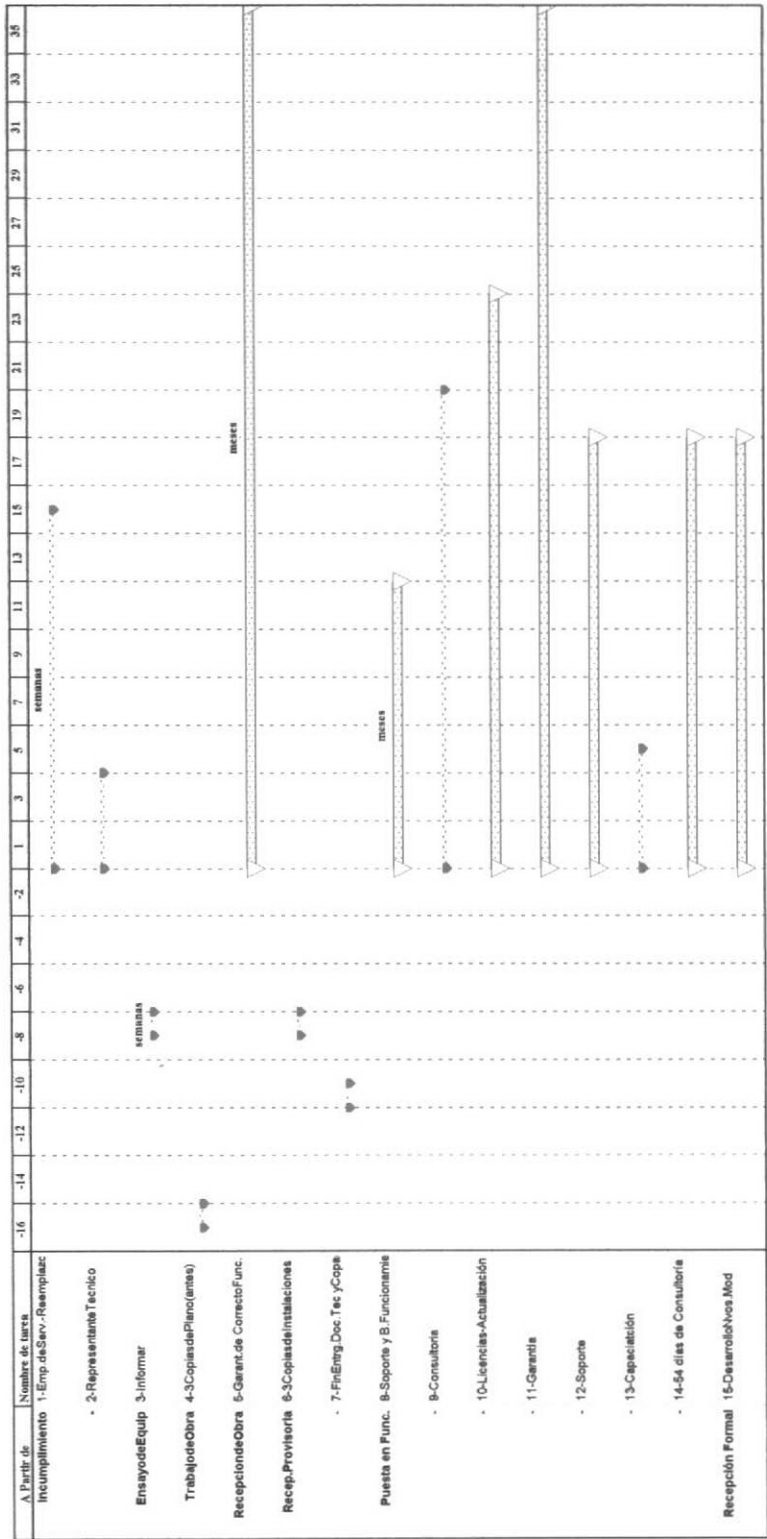 A Partir de Nombre de tarea -16 -14 -12 -10 -8 -6 -4 -2 1 3 5 7 9 11 13 15 17 19 21 23 25 27 29 31 33 35
Incumplimiento 1-Emp.deServ.-Reemplazo semanas
- 2-RepresentanteTecnico
EnsayodeEquip 3-Informar semanas
TrabajodeObra 4-3CopiasdePlano(antes)
RecepciondeObra 5-Garant.de CorrectoFunc. meses
Recep.Provisoria 6-3CopiasdeInstalaciones
- 7-FinEntrg.Doc.Tec yCopa
Puesta en Func. 8-Soporte y B.Funcionamie meses
- 9-Consultoria
- 10-Licencias-Actualización
- 11-Garantía
- 12-Soporte
- 13-Capaciatción
- 14-54 dias de Consultoría
Recepción Formal 15-DesarrolloNvos.Mod